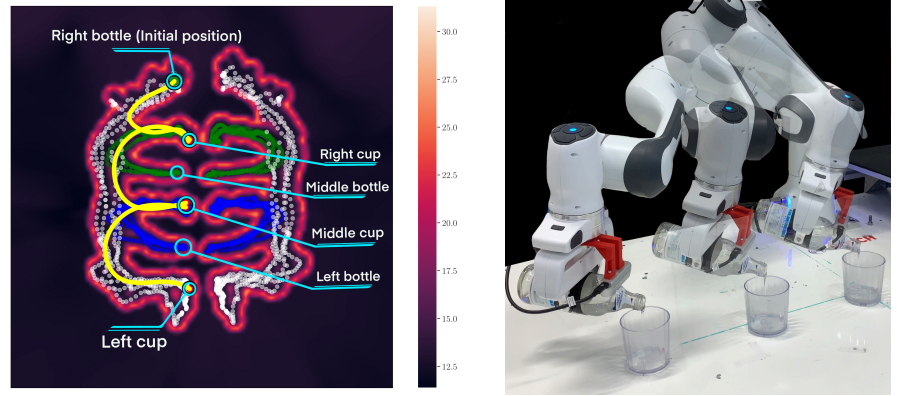 Right bottle (Initial position)
Right cup
Middle bottle
Middle cup
Left bottle
Left cup
30.0
27.5
25.0
22.5
20.0
17.5
15.0
12.5